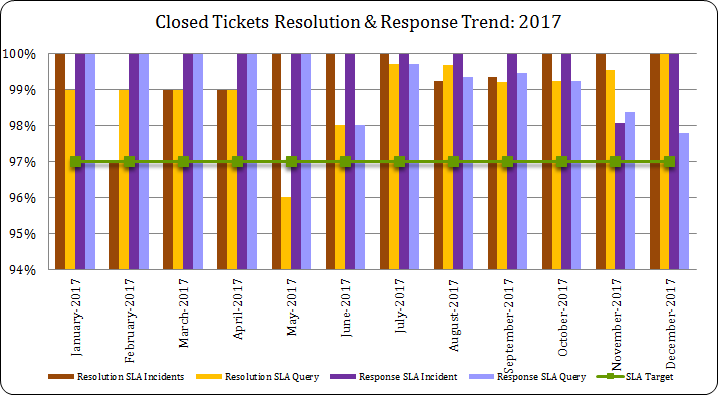 Closed Tickets Resolution & Response Trend: 2017
100%
99%
98%
97%
96%
95%
94%
January-2017
February-2017
March-2017
April-2017
May-2017
June-2017
July-2017
August-2017
September-2017
October-2017
November-2017
December-2017
Resolution SLA Incidents
Resolution SLA Query
Response SLA Incident
Response SLA Query
SLA Target